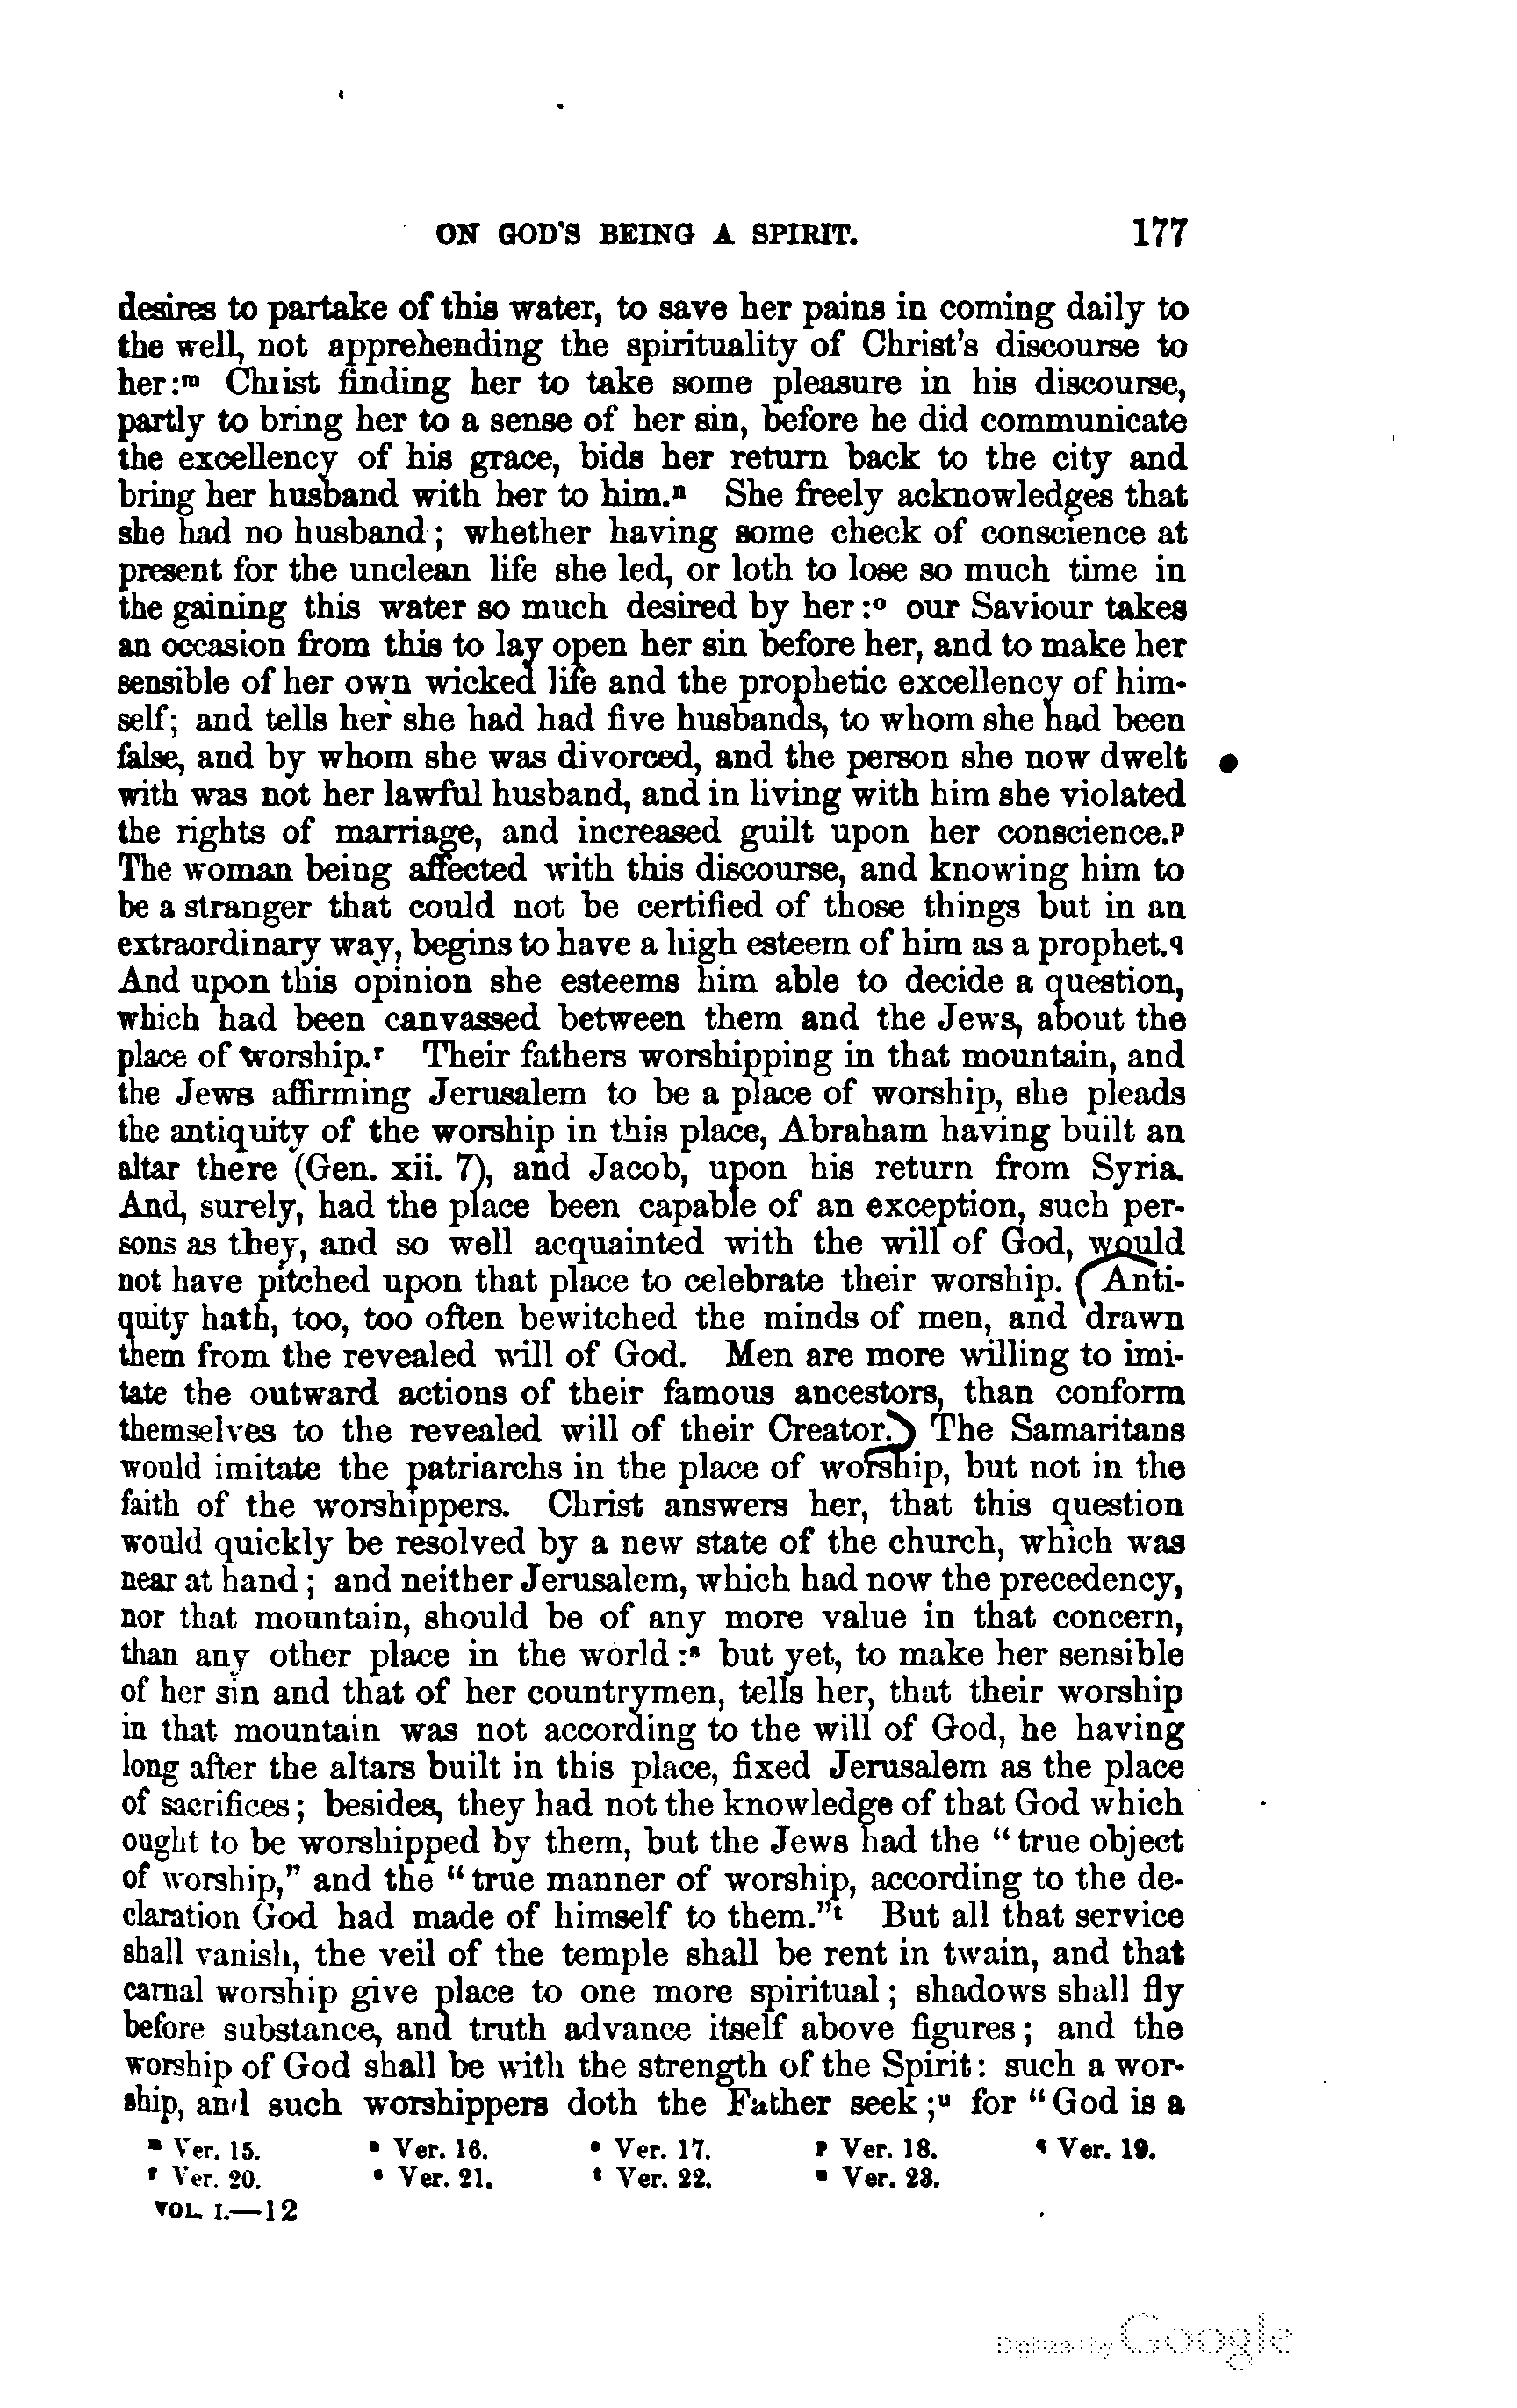 ON GOD'S BEING A SPIRIT. 177
desires to partake of this water, to save her pains in coming daily to
the well, not apprehending the spirituality of Christ's discourse to
her:ᵐ Christ finding her to take some pleasure in his discourse,
partly to bring her to a sense of her sin, before he did communicate
the excellency of his grace, bids her return back to the city and
bring her husband with her to him.ⁿ She freely acknowledges that
she had no husband; whether having some check of conscience at
present for the unclean life she led, or loth to lose so much time in
the gaining this water so much desired by her:ᵒ our Saviour takes
an occasion from this to lay open her sin before her, and to make her
sensible of her own wicked life and the prophetic excellency of him-
self; and tells her she had had five husbands, to whom she had been
false, and by whom she was divorced, and the person she now dwelt
with was not her lawful husband, and in living with him she violated
the rights of marriage, and increased guilt upon her conscience.ᵖ
The woman being affected with this discourse, and knowing him to
be a stranger that could not be certified of those things but in an
extraordinary way, begins to have a high esteem of him as a prophet.q
And upon this opinion she esteems him able to decide a question,
which had been canvassed between them and the Jews, about the
place of worship.ʳ Their fathers worshipping in that mountain, and
the Jews affirming Jerusalem to be a place of worship, she pleads
the antiquity of the worship in this place, Abraham having built an
altar there (Gen. xii. 7), and Jacob, upon his return from Syria.
And, surely, had the place been capable of an exception, such per-
sons as they, and so well acquainted with the will of God, would
not have pitched upon that place to celebrate their worship. (Anti-
quity hath, too, too often bewitched the minds of men, and drawn
them from the revealed will of God. Men are more willing to imi-
tate the outward actions of their famous ancestors, than conform
themselves to the revealed will of their Creator.) The Samaritans
would imitate the patriarchs in the place of worship, but not in the
faith of the worshippers. Christ answers her, that this question
would quickly be resolved by a new state of the church, which was
near at hand; and neither Jerusalem, which had now the precedency,
nor that mountain, should be of any more value in that concern,
than any other place in the world:ˢ but yet, to make her sensible
of her sin and that of her countrymen, tells her, that their worship
in that mountain was not according to the will of God, he having
long after the altars built in this place, fixed Jerusalem as the place
of sacrifices; besides, they had not the knowledge of that God which
ought to be worshipped by them, but the Jews had the "true object
of worship," and the "true manner of worship, according to the de-
claration God had made of himself to them."ᵗ But all that service
shall vanish, the veil of the temple shall be rent in twain, and that
carnal worship give place to one more spiritual; shadows shall fly
before substance, and truth advance itself above figures; and the
worship of God shall be with the strength of the Spirit: such a wor-
ship, and such worshippers doth the Father seek;ᵘ for "God is a
ᵐ Ver. 15. ⁿ Ver. 16. ᵒ Ver. 17. ᵖ Ver. 18. q Ver. 19.
ʳ Ver. 20. ˢ Ver. 21. ᵗ Ver. 22. ᵘ Ver. 23.
VOL. I.—12
Digitized by Google